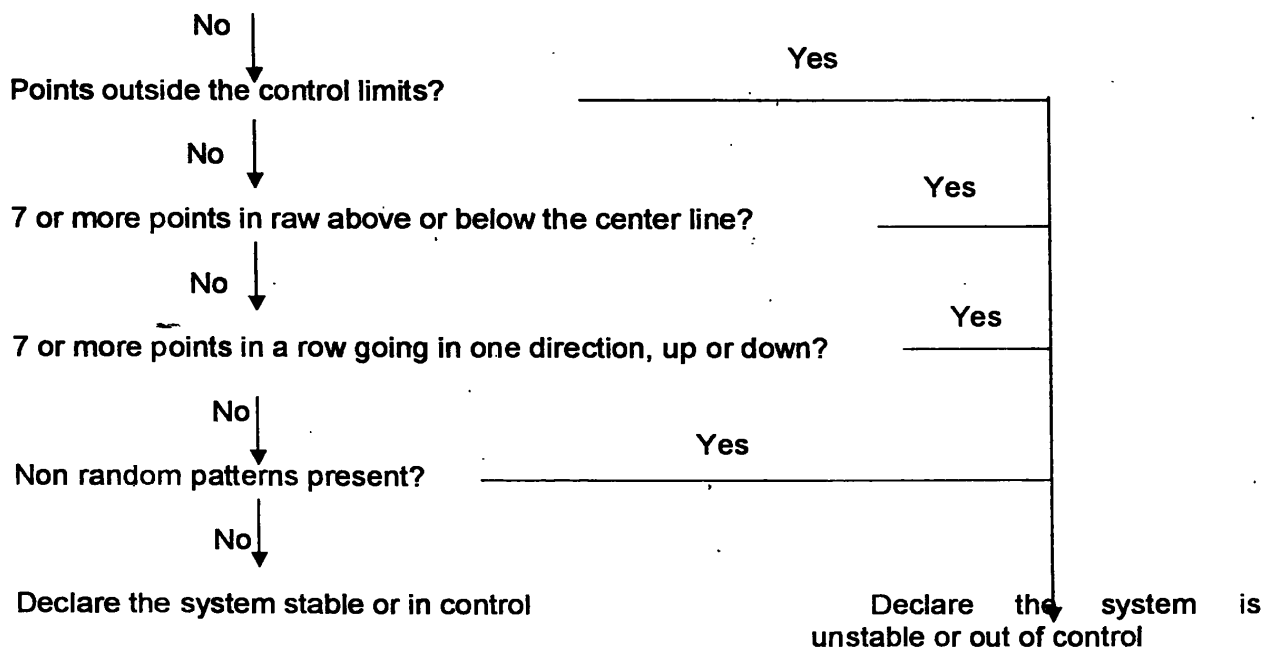 No
Yes
Points outside the control limits?
No
Yes
7 or more points in raw above or below the center line?
No
Yes
7 or more points in a row going in one direction, up or down?
No
Yes
Non random patterns present?
No
Declare the system stable or in control
Declare the system is
unstable or out of control